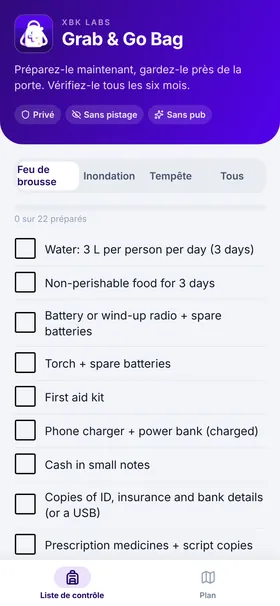 XBK LABS
Grab & Go Bag
Préparez-le maintenant, gardez-le près de la
porte. Vérifiez-le tous les six mois.
Privé
Sans pistage
Sans pub
Feu de
brousse
Inondation
Tempête
Tous
0 sur 22 préparés
Water: 3 L per person per day (3 days)
Non-perishable food for 3 days
Battery or wind-up radio + spare
batteries
Torch + spare batteries
First aid kit
Phone charger + power bank (charged)
Cash in small notes
Copies of ID, insurance and bank details
(or a USB)
Prescription medicines + script copies
Liste de contrôle
Plan